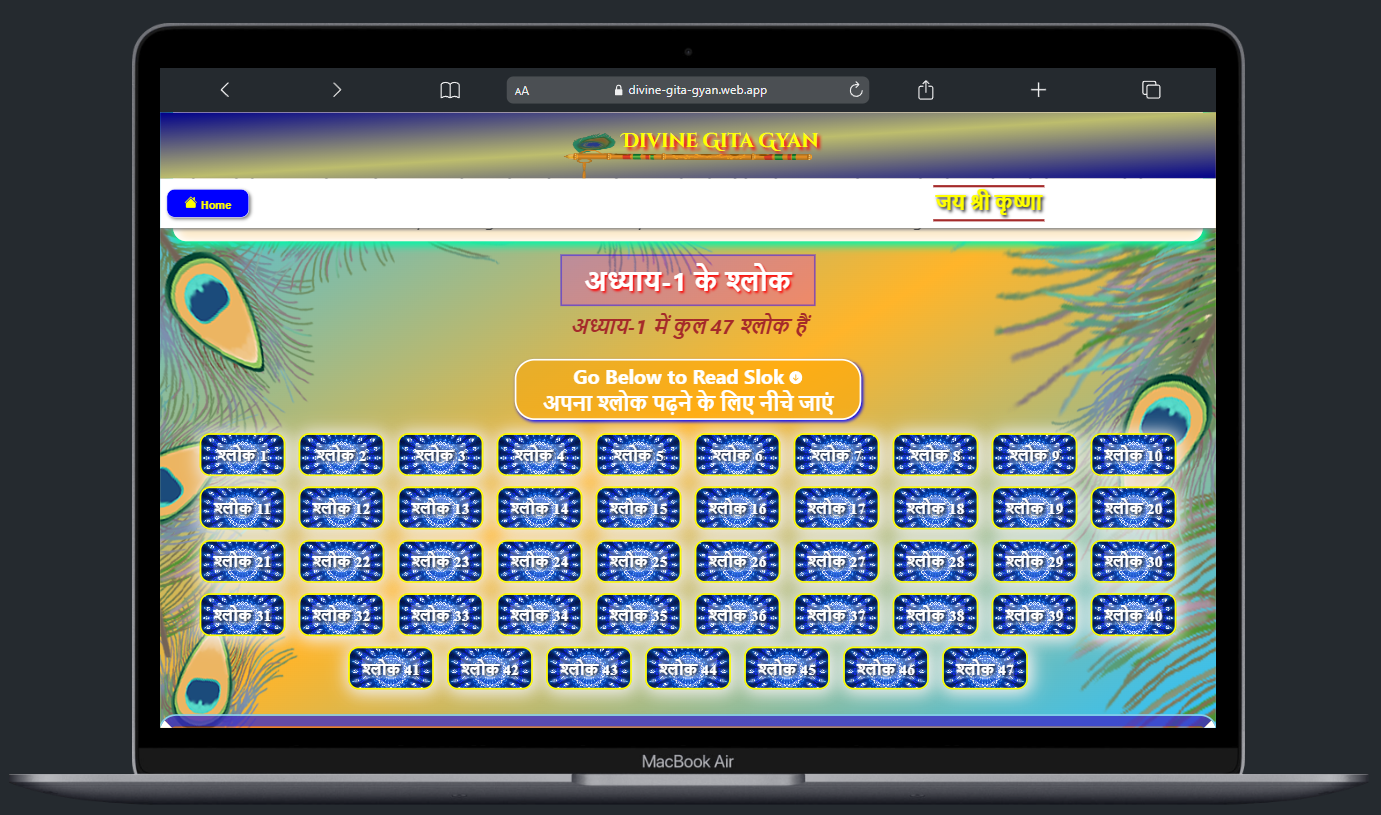 AA divine-gita-gyan.web.app
Divine Gita Gyan
Home
जय श्री कृष्णा
अध्याय-1 के श्लोक
अध्याय-1 में कुल 47 श्लोक हैं
Go Below to Read Slok
अपना श्लोक पढ़ने के लिए नीचे जाएं
श्लोक 1 श्लोक 2 श्लोक 3 श्लोक 4 श्लोक 5 श्लोक 6 श्लोक 7 श्लोक 8 श्लोक 9 श्लोक 10
श्लोक 11 श्लोक 12 श्लोक 13 श्लोक 14 श्लोक 15 श्लोक 16 श्लोक 17 श्लोक 18 श्लोक 19 श्लोक 20
श्लोक 21 श्लोक 22 श्लोक 23 श्लोक 24 श्लोक 25 श्लोक 26 श्लोक 27 श्लोक 28 श्लोक 29 श्लोक 30
श्लोक 31 श्लोक 32 श्लोक 33 श्लोक 34 श्लोक 35 श्लोक 36 श्लोक 37 श्लोक 38 श्लोक 39 श्लोक 40
श्लोक 41 श्लोक 42 श्लोक 43 श्लोक 44 श्लोक 45 श्लोक 46 श्लोक 47
MacBook Air